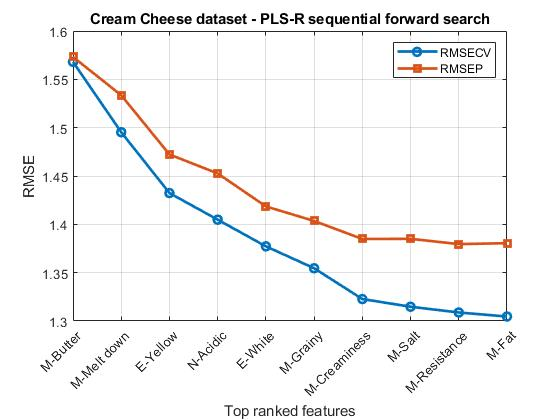 Cream Cheese dataset - PLS-R sequential forward search
RMSECV
RMSEP
RMSE
1.6
1.55
1.5
1.45
1.4
1.35
1.3
M-Butter
M-Melt down
E-Yellow
N-Acidic
E-White
M-Grainy
M-Creaminess
M-Salt
M-Resistance
M-Fat
Top ranked features